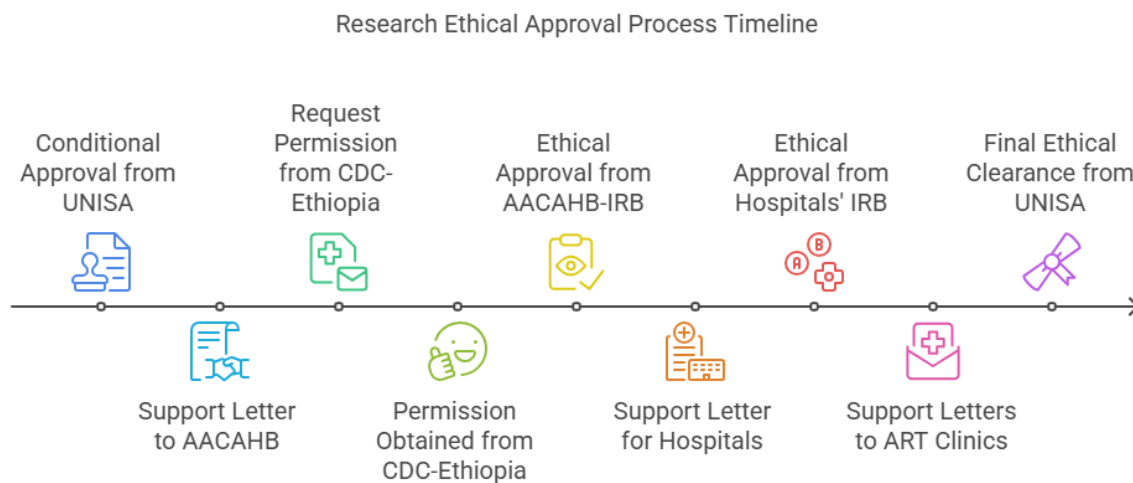 Research Ethical Approval Process Timeline
Conditional
Approval from
UNISA
Support Letter
to AACAHB
Request
Permission
from CDC-
Ethiopia
Permission
Obtained from
CDC-Ethiopia
Ethical
Approval from
AACAHB-IRB
Support Letter
for Hospitals
Ethical
Approval from
Hospitals' IRB
A
B
Support Letters
to ART Clinics
Final Ethical
Clearance from
UNISA